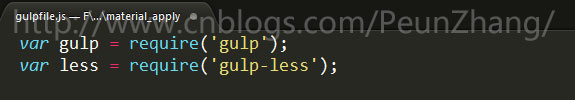 http://www.cnblogs.com/PeunZhang/
gulpfile.js — F\...\material_apply
var gulp = require('gulp');
var less = require('gulp-less');